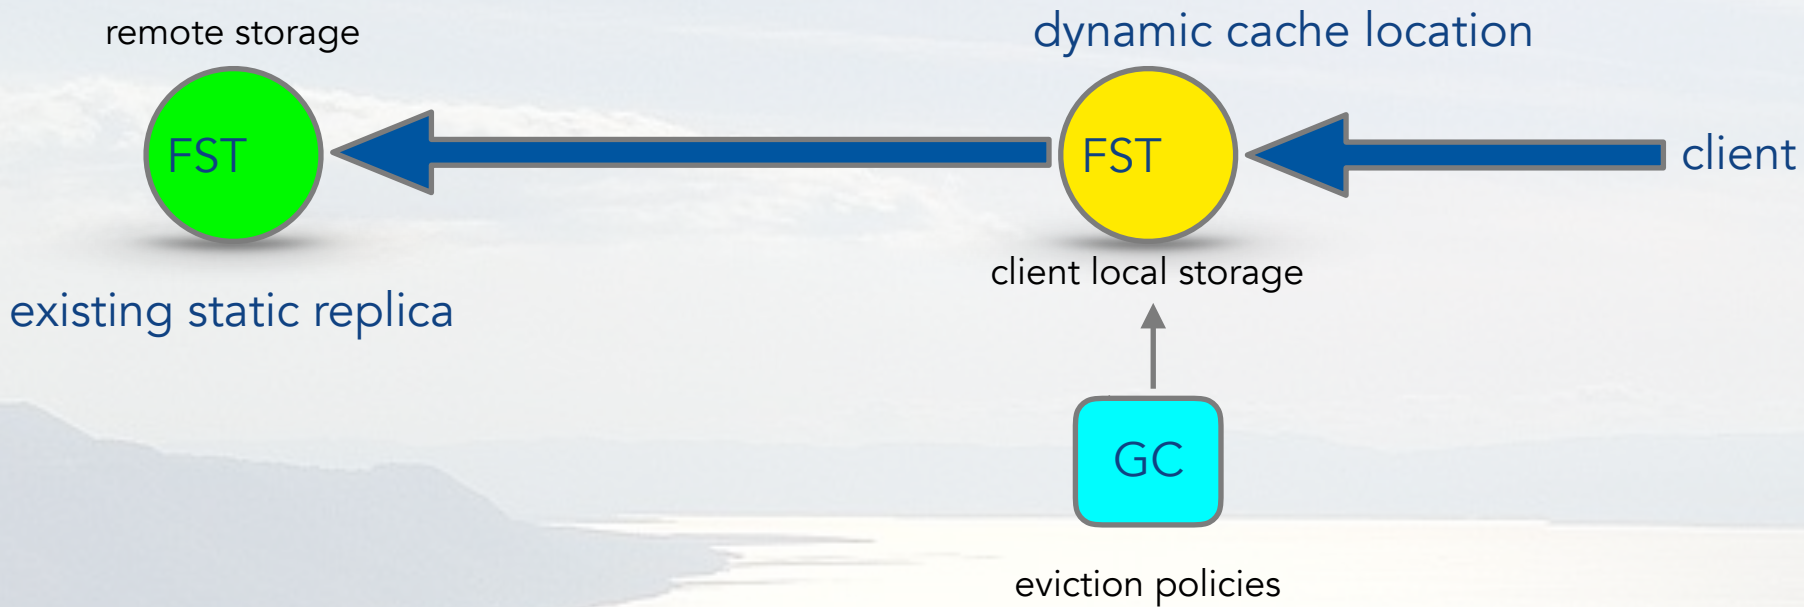 remote storage
dynamic cache location
FST
FST
client
client local storage
existing static replica
GC
eviction policies